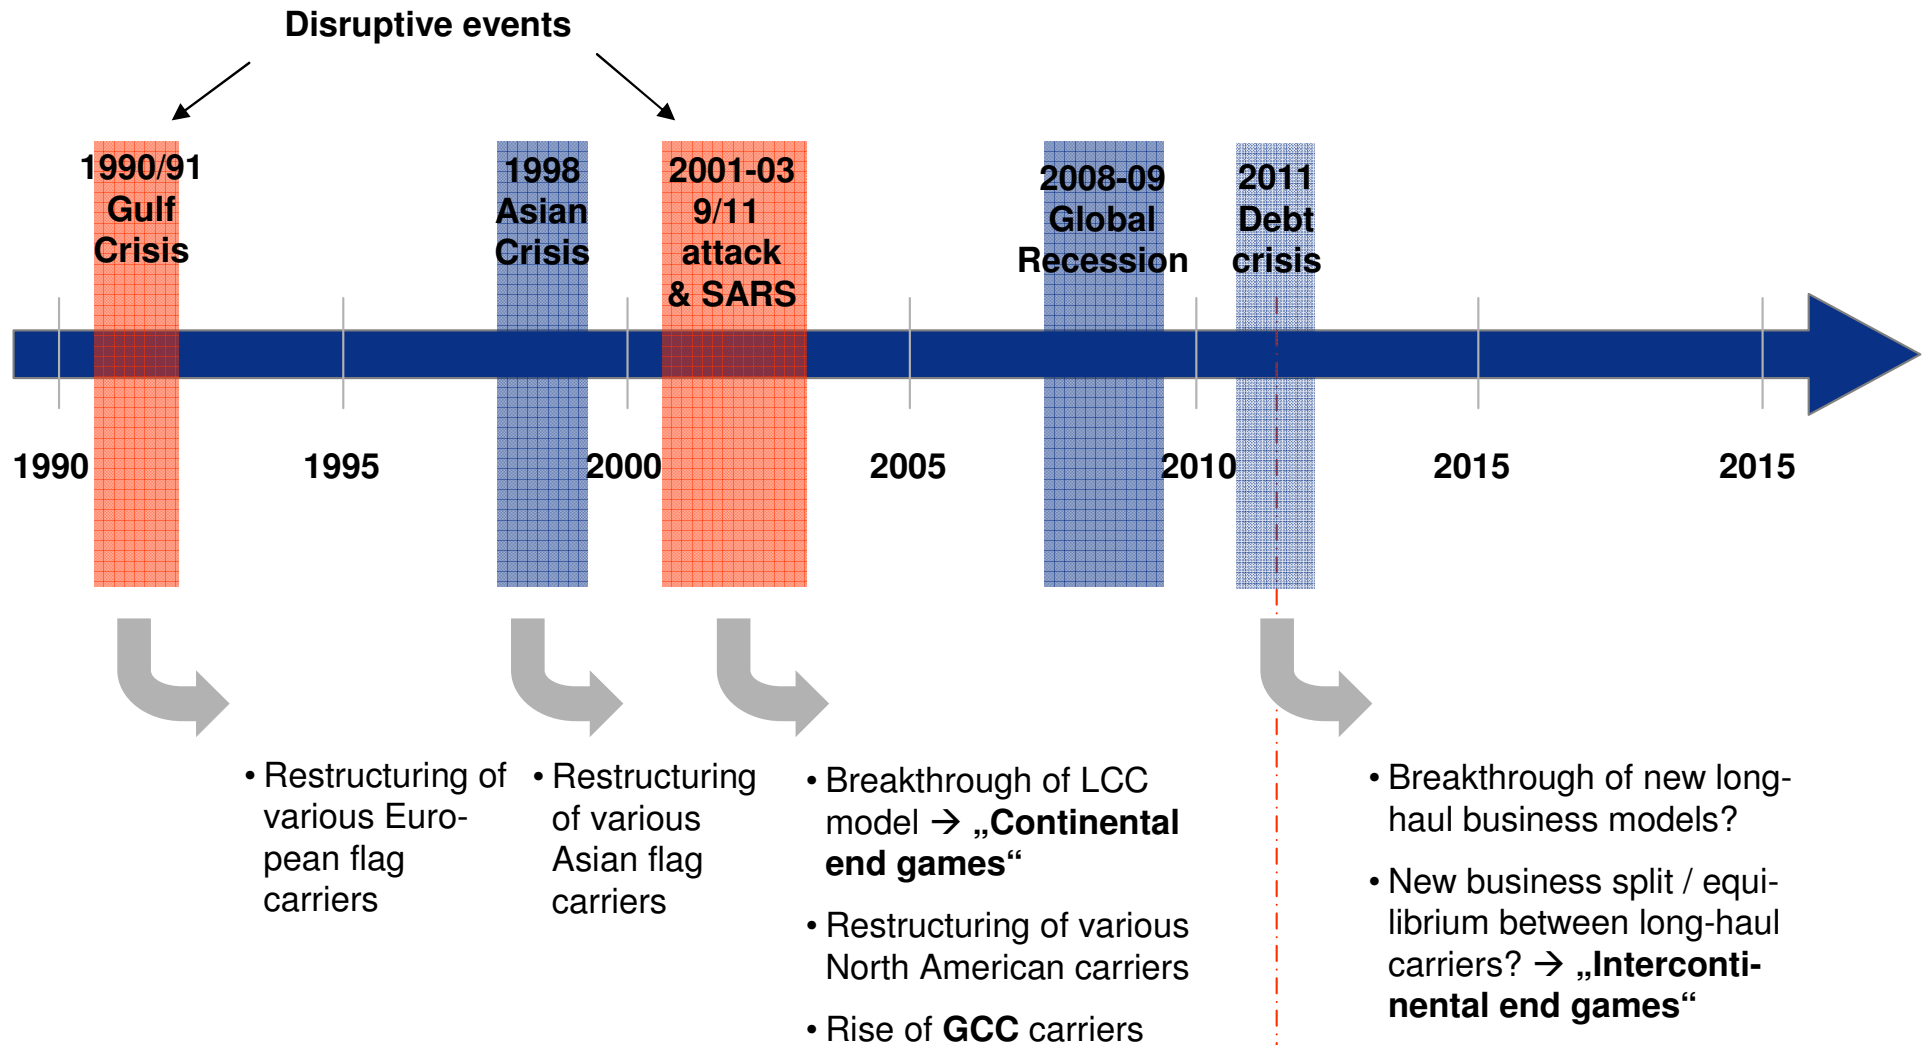 Disruptive events
1990/91
Gulf
Crisis
1998
Asian
Crisis
2001-03
9/11
attack
& SARS
2008-09
Global
Recession
2011
Debt
crisis
1990
1995
2000
2005
2010
2015
2015
• Restructuring of
various Euro-
pean flag
carriers
• Restructuring
of various
Asian flag
carriers
• Breakthrough of LCC
model → „Continental
end games“
• Restructuring of various
North American carriers
• Rise of GCC carriers
• Breakthrough of new long-
haul business models?
• New business split / equi-
librium between long-haul
carriers? → „Interconti-
nental end games“